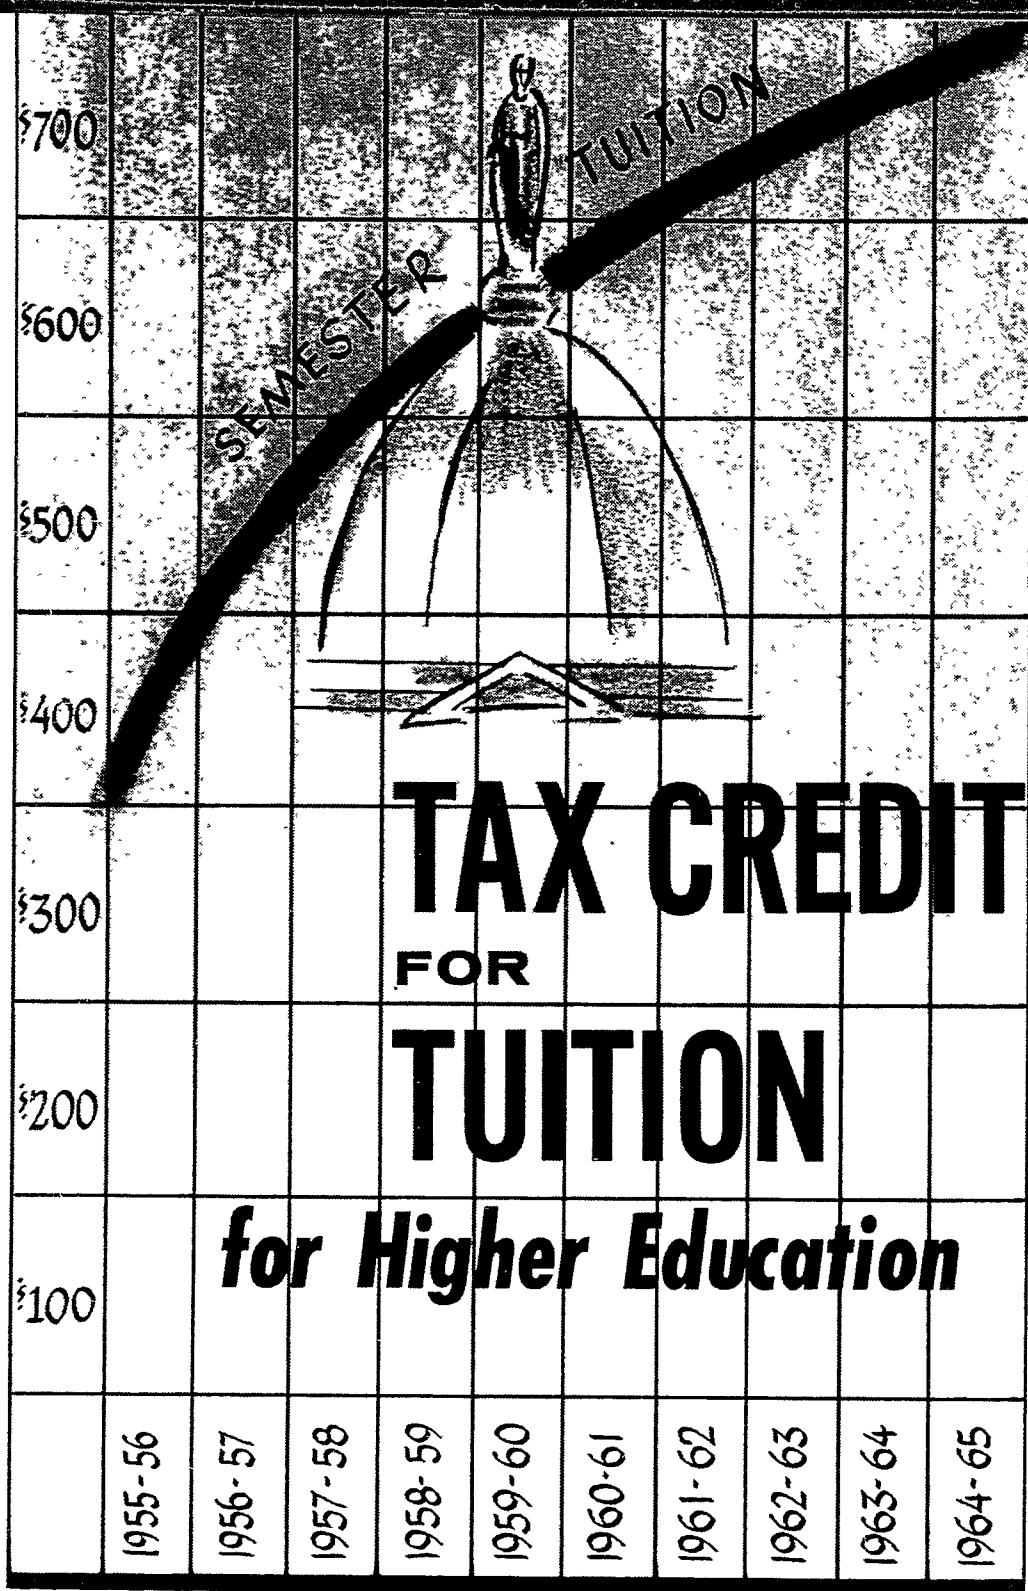 $700
TUITION
SEMESTER
$600
$500
$400
TAX CREDIT
$300
FOR
TUITION
$200
for Higher Education
$100
1955-56
1956-57
1957-58
1958-59
1959-60
1960-61
1961-62
1962-63
1963-64
1964-65